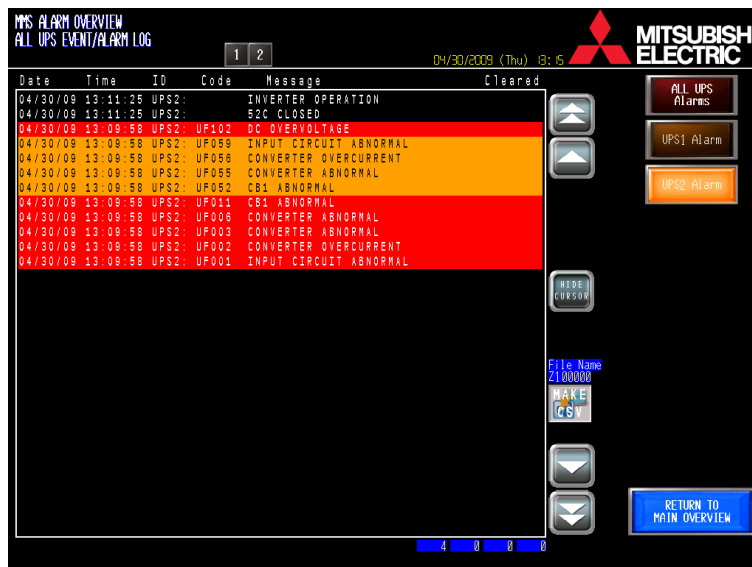 MMS ALARM OVERVIEW
ALL UPS EVENT/ALARM LOG
1 2
04/30/2009 (Thu) 13:15
MITSUBISHI
ELECTRIC
Date Time ID Code Message Cleared
04/30/09 13:11:25 UPS2: INVERTER OPERATION
04/30/09 13:11:25 UPS2: 52C CLOSED
04/30/09 13:09:58 UPS2: UF102 DC OVERVOLTAGE
04/30/09 13:09:58 UPS2: UF059 INPUT CIRCUIT ABNORMAL
04/30/09 13:09:58 UPS2: UF056 CONVERTER OVERCURRENT
04/30/09 13:09:58 UPS2: UF055 CONVERTER ABNORMAL
04/30/09 13:09:58 UPS2: UF052 CB1 ABNORMAL
04/30/09 13:09:58 UPS2: UF011 CB1 ABNORMAL
04/30/09 13:09:58 UPS2: UF006 CONVERTER ABNORMAL
04/30/09 13:09:58 UPS2: UF003 CONVERTER ABNORMAL
04/30/09 13:09:58 UPS2: UF002 CONVERTER OVERCURRENT
04/30/09 13:09:58 UPS2: UF001 INPUT CIRCUIT ABNORMAL
ALL UPS
Alarms
UPS1 Alarm
UPS2 Alarm
HIDE
CURSOR
File Name
Z100000
MAKE
CSV
RETURN TO
MAIN OVERVIEW
4 0 0 0